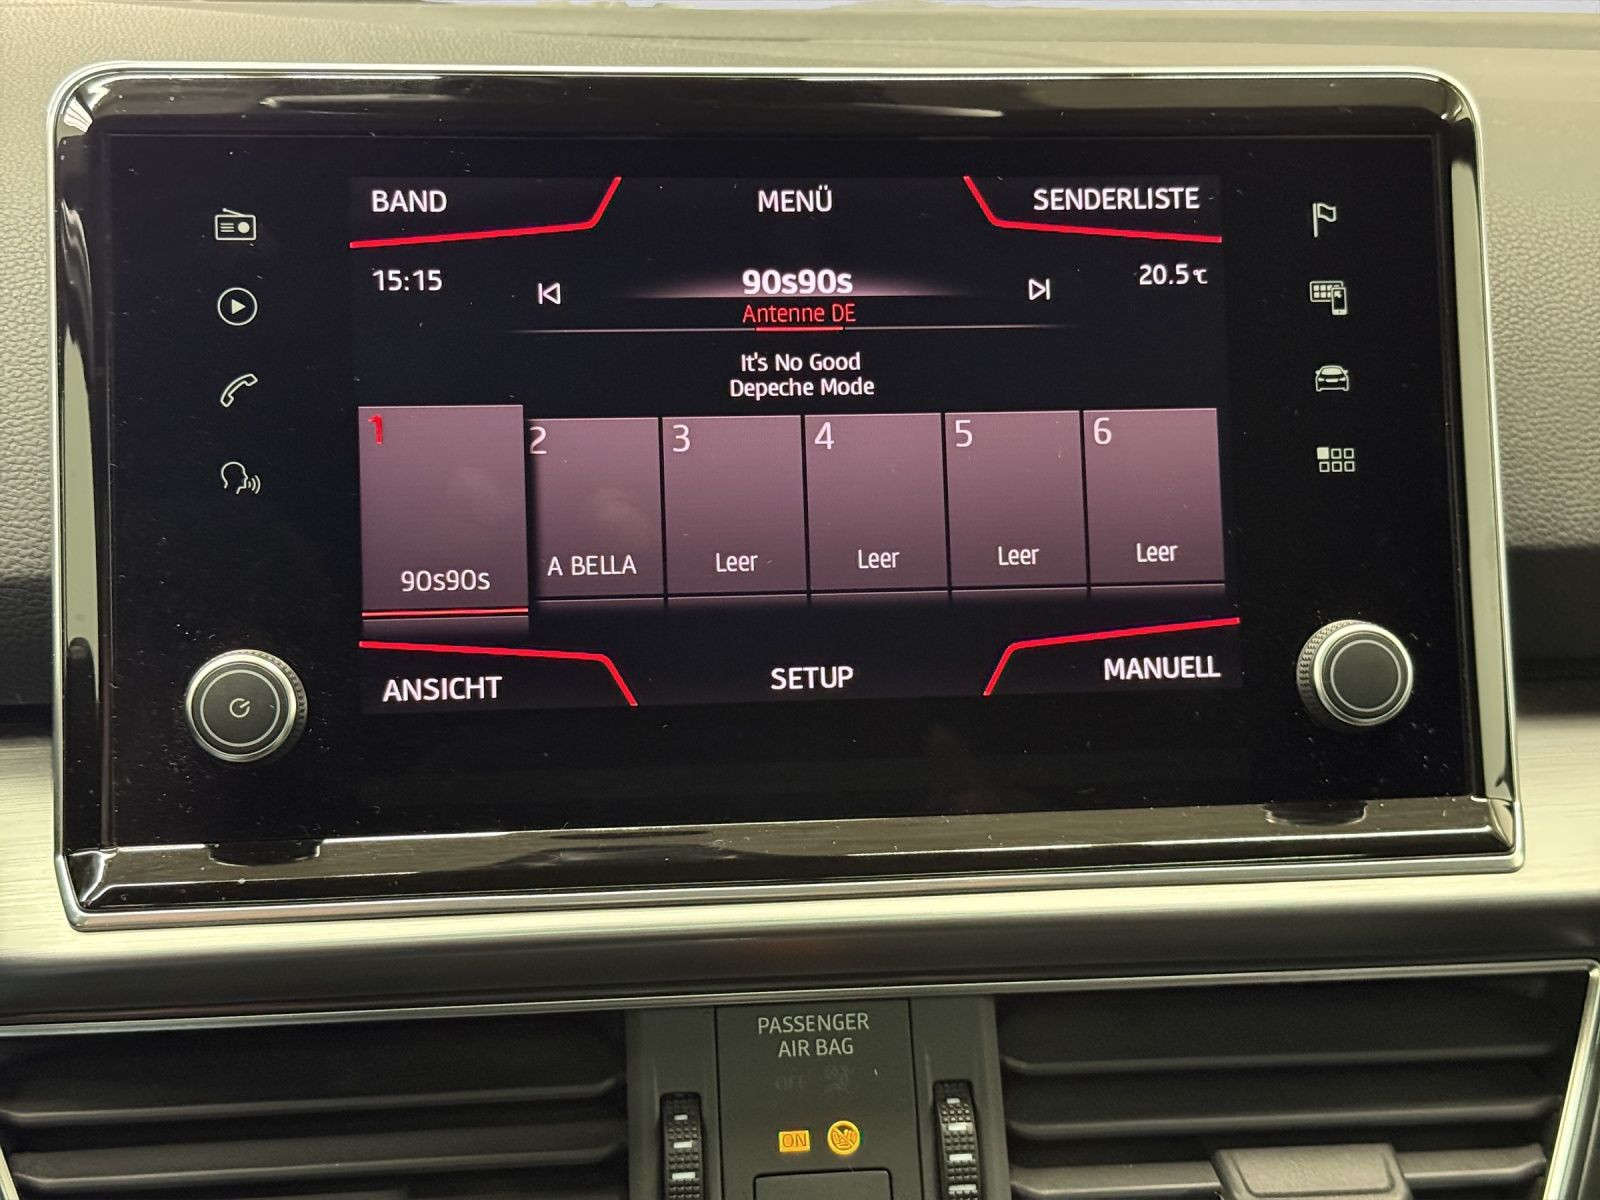 BAND MENÜ SENDERLISTE
15:15 90s90s 20.5°C
Antenne DE
It's No Good
Depeche Mode
1 2 3 4 5 6
90s90s A BELLA Leer Leer Leer Leer
ANSICHT SETUP MANUELL
PASSENGER
AIR BAG
OFF
ON